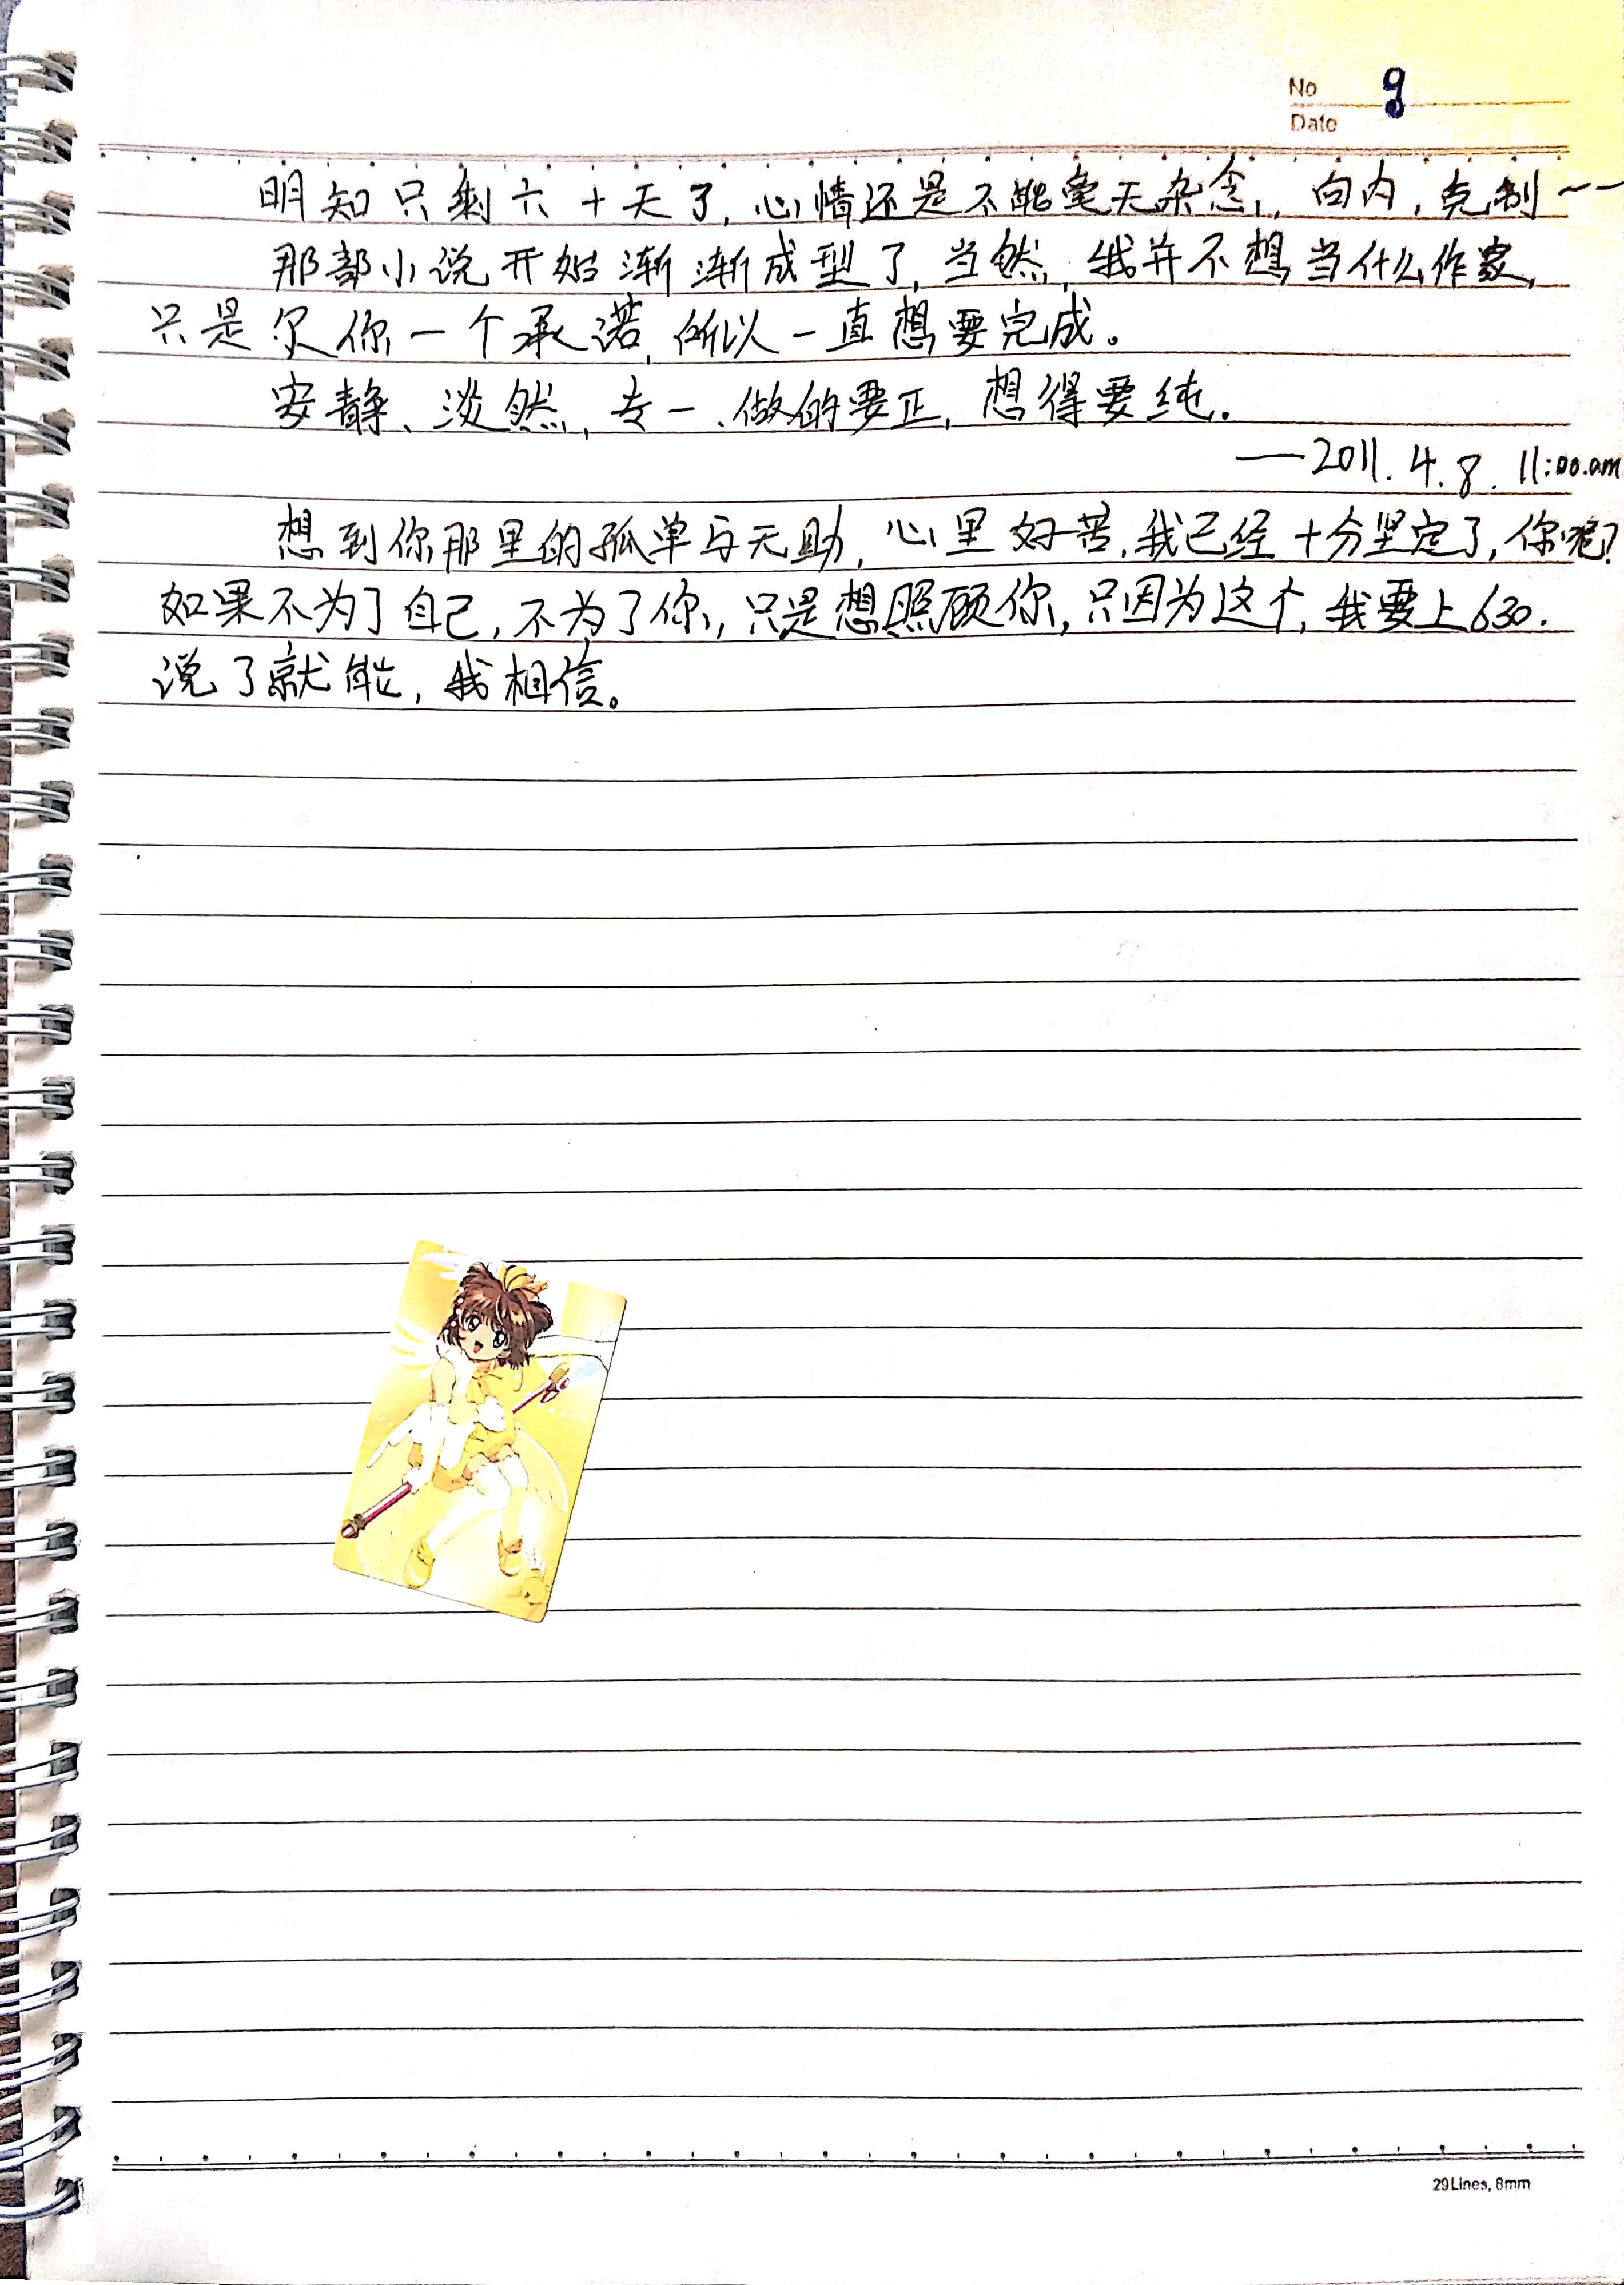 No 9
Date
明知只剩六十天了,心情还是不能毫无杂念,向内,克制~~
那部小说开始渐渐成型了,当然,我并不想当什么作家,
只是欠你一个承诺,所以一直想要完成。
安静、淡然,专一、做的要正,想得要纯.
——2011.4.8.11:00.am
想到你那里的孤单与无助,心里好苦,我已经十分坚定了,你呢?
如果不为了自己,不为了你,只是想照顾你,只因为这个,我要上630.
说了就能,我相信。
29Lines, 8mm